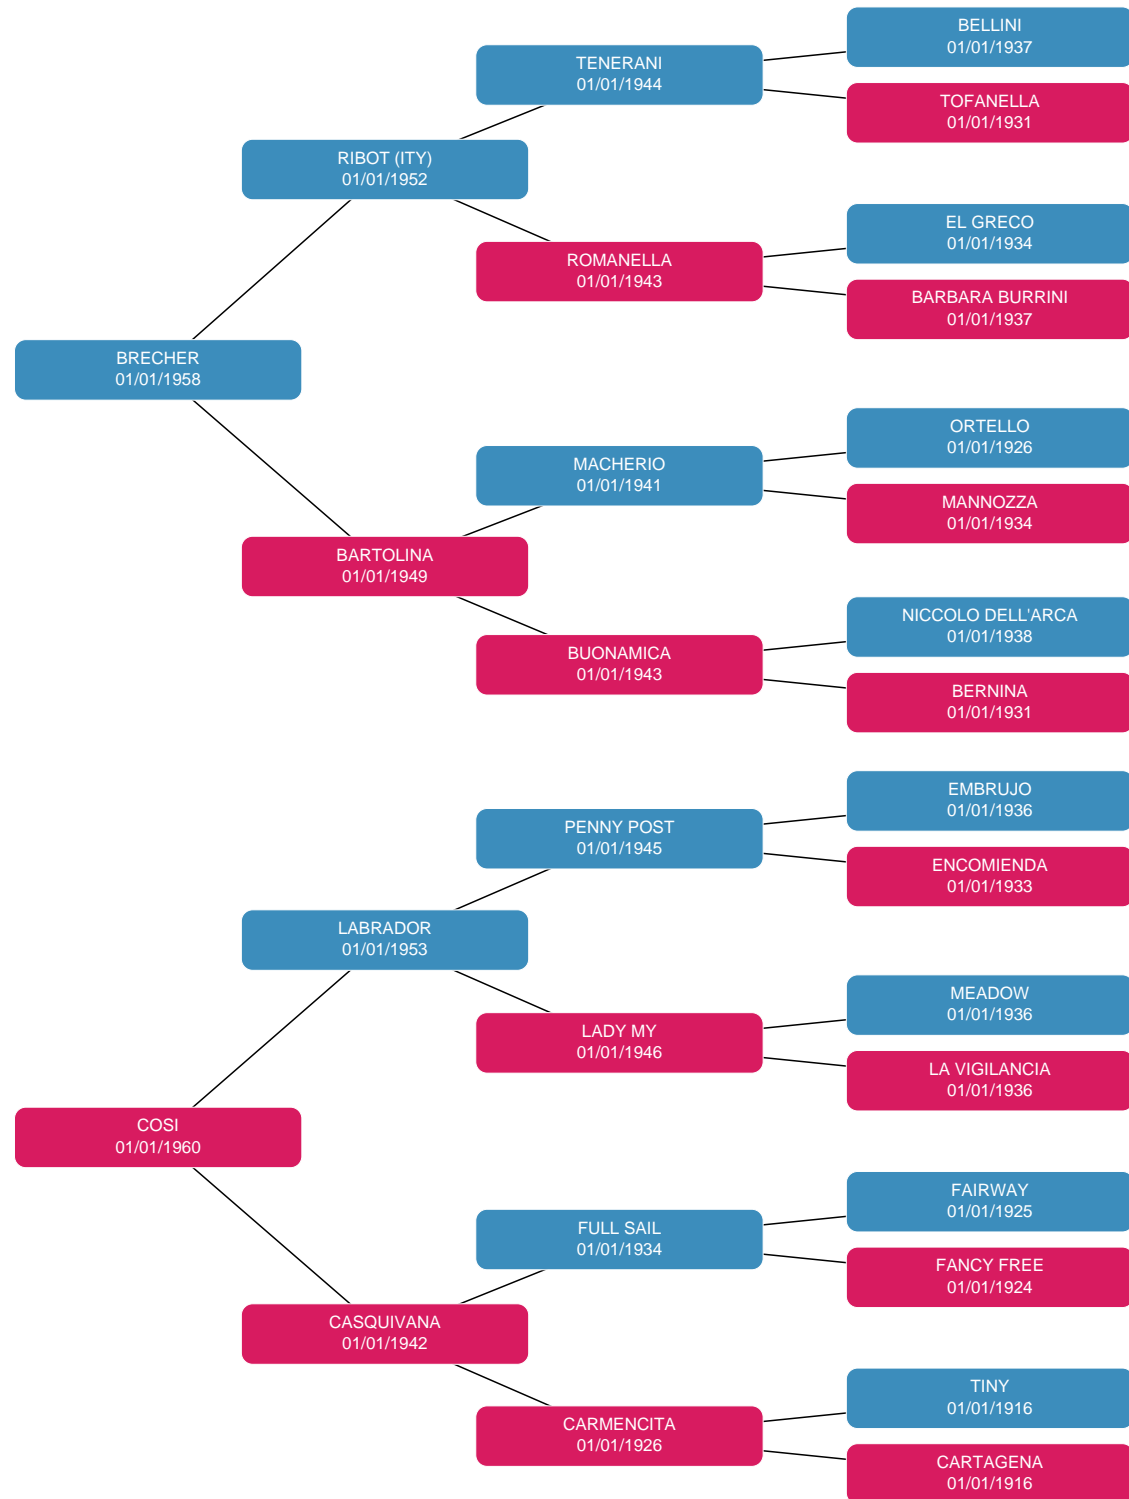 BELLINI
01/01/1937
TENERANI
01/01/1944
TOFANELLA
01/01/1931
RIBOT (ITY)
01/01/1952
EL GRECO
01/01/1934
ROMANELLA
01/01/1943
BARBARA BURRINI
01/01/1937
BRECHER
01/01/1958
ORTELLO
01/01/1926
MACHERIO
01/01/1941
MANNOZZA
01/01/1934
BARTOLINA
01/01/1949
NICCOLO DELL'ARCA
01/01/1938
BUONAMICA
01/01/1943
BERNINA
01/01/1931
EMBRUJO
01/01/1936
PENNY POST
01/01/1945
ENCOMIENDA
01/01/1933
LABRADOR
01/01/1953
MEADOW
01/01/1936
LADY MY
01/01/1946
LA VIGILANCIA
01/01/1936
COSI
01/01/1960
FAIRWAY
01/01/1925
FULL SAIL
01/01/1934
FANCY FREE
01/01/1924
CASQUIVANA
01/01/1942
TINY
01/01/1916
CARMENCITA
01/01/1926
CARTAGENA
01/01/1916